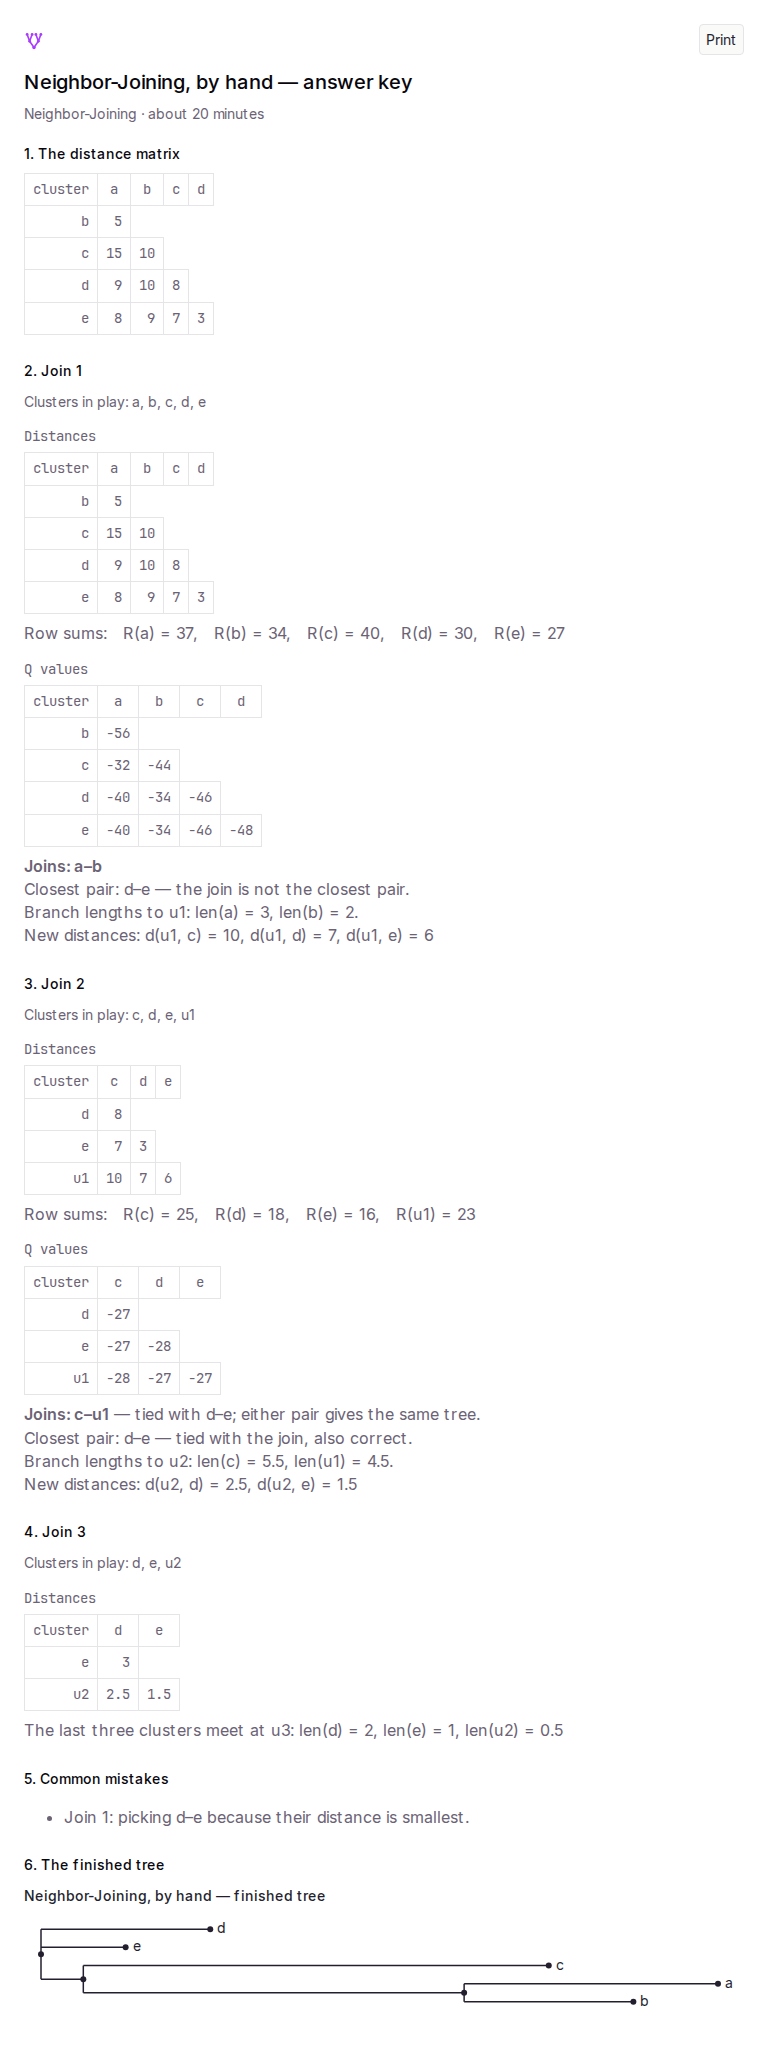 Print
Neighbor-Joining, by hand — answer key
Neighbor-Joining · about 20 minutes
1. The distance matrix
cluster a b c d
b 5
c 15 10
d 9 10 8
e 8 9 7 3
2. Join 1
Clusters in play: a, b, c, d, e
Distances
cluster a b c d
b 5
c 15 10
d 9 10 8
e 8 9 7 3
Row sums: R(a) = 37, R(b) = 34, R(c) = 40, R(d) = 30, R(e) = 27
Q values
cluster a b c d
b -56
c -32 -44
d -40 -34 -46
e -40 -34 -46 -48
Joins: a–b
Closest pair: d–e — the join is not the closest pair.
Branch lengths to u1: len(a) = 3, len(b) = 2.
New distances: d(u1, c) = 10, d(u1, d) = 7, d(u1, e) = 6
3. Join 2
Clusters in play: c, d, e, u1
Distances
cluster c d e
d 8
e 7 3
u1 10 7 6
Row sums: R(c) = 25, R(d) = 18, R(e) = 16, R(u1) = 23
Q values
cluster c d e
d -27
e -27 -28
u1 -28 -27 -27
Joins: c–u1 — tied with d–e; either pair gives the same tree.
Closest pair: d–e — tied with the join, also correct.
Branch lengths to u2: len(c) = 5.5, len(u1) = 4.5.
New distances: d(u2, d) = 2.5, d(u2, e) = 1.5
4. Join 3
Clusters in play: d, e, u2
Distances
cluster d e
e 3
u2 2.5 1.5
The last three clusters meet at u3: len(d) = 2, len(e) = 1, len(u2) = 0.5
5. Common mistakes
• Join 1: picking d–e because their distance is smallest.
6. The finished tree
Neighbor-Joining, by hand — finished tree
d
e
c
a
b